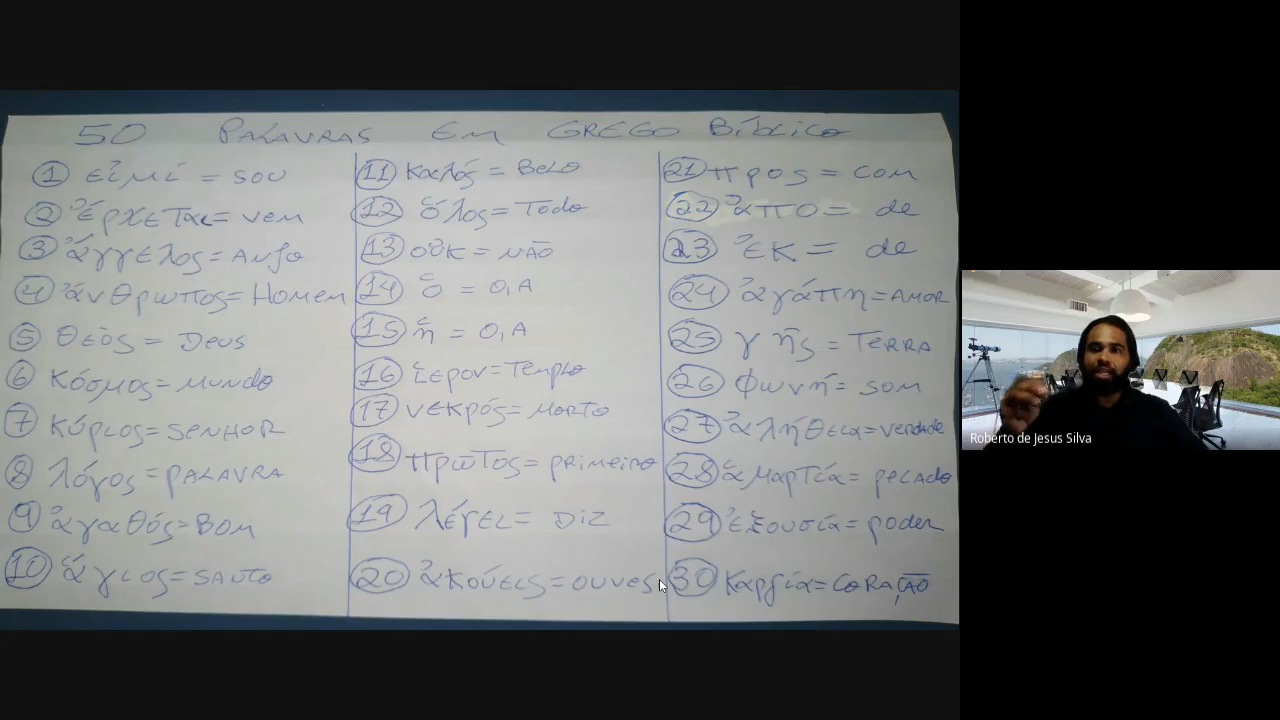 50 PALAVRAS EM GREGO BÍBLICO
1 εἰμί = SOU
2 ἔρχεται = VEM
3 ἄγγελος = ANJO
4 ἄνθρωπος = HOMEM
5 θεός = DEUS
6 κόσμος = MUNDO
7 κύριος = SENHOR
8 λόγος = PALAVRA
9 ἀγαθός = BOM
10 ἅγιος = SANTO
11 καλός = BELO
12 ὅλος = TODO
13 οὐκ = NÃO
14 ὁ = O, A
15 ἡ = O, A
16 ἱερον = TEMPLO
17 νεκρός = MORTO
18 πρωτος = PRIMEIRO
19 λέγει = DIZ
20 ἀκούεις = OUVES
21 προς = COM
22 ἀπο = de
23 ἐκ = de
24 ἀγάπη = AMOR
25 γῆς = TERRA
26 φωνή = SOM
27 ἀλήθεια = VERDADE
28 ἁμαρτία = PECADO
29 ἐξουσία = PODER
30 καρδία = CORAÇÃO
Roberto de Jesus Silva